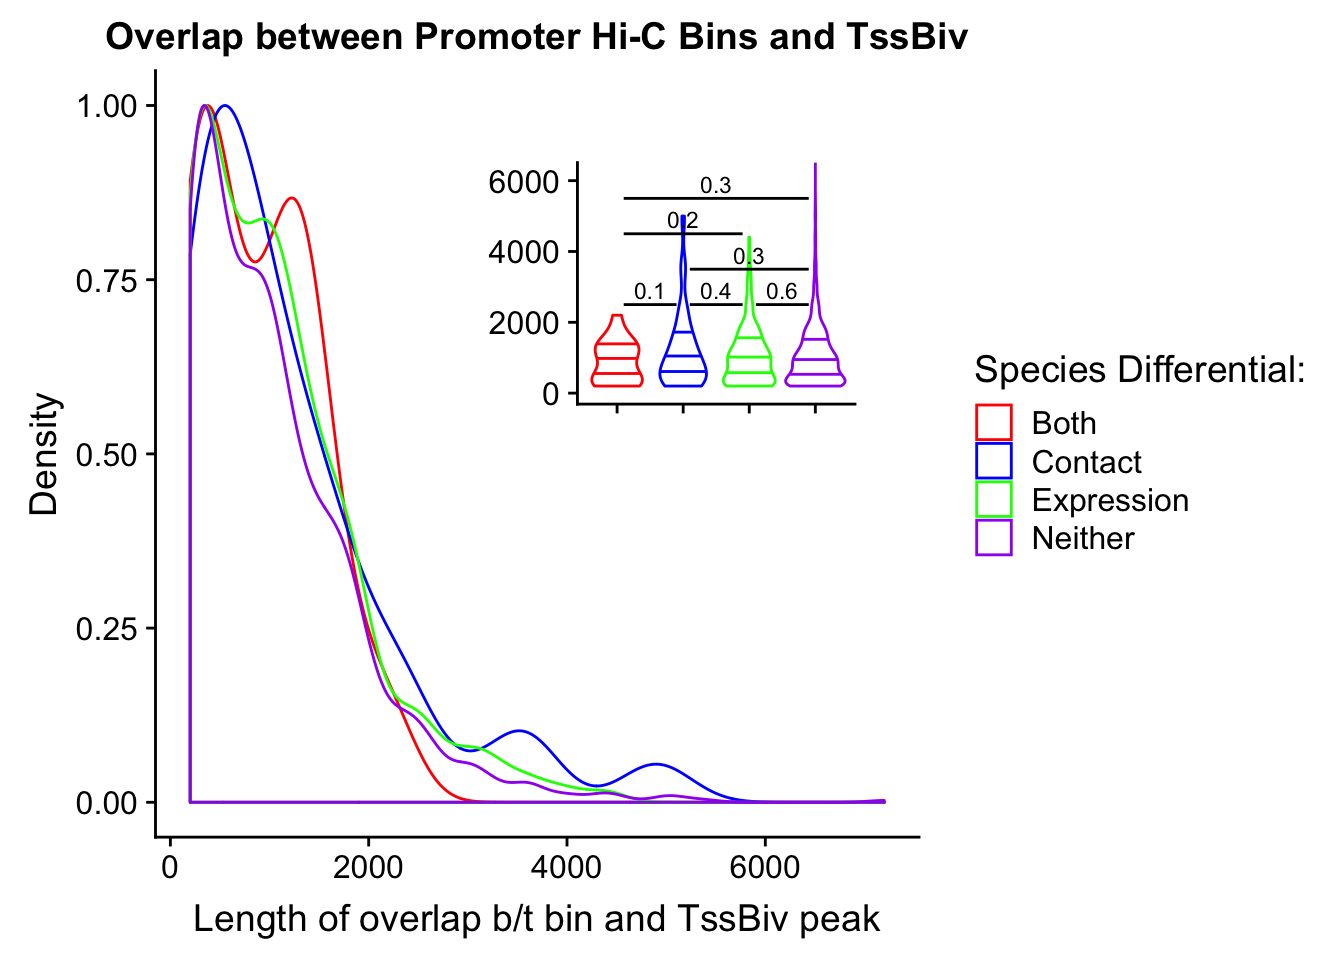 Overlap between Promoter Hi-C Bins and TssBiv
1.00
0.75
0.50
0.25
0.00
Density
0
2000
4000
6000
Length of overlap b/t bin and TssBiv peak
6000
4000
2000
0
0.3
0.2
0.3
0.1
0.4
0.6
Species Differential:
Both
Contact
Expression
Neither